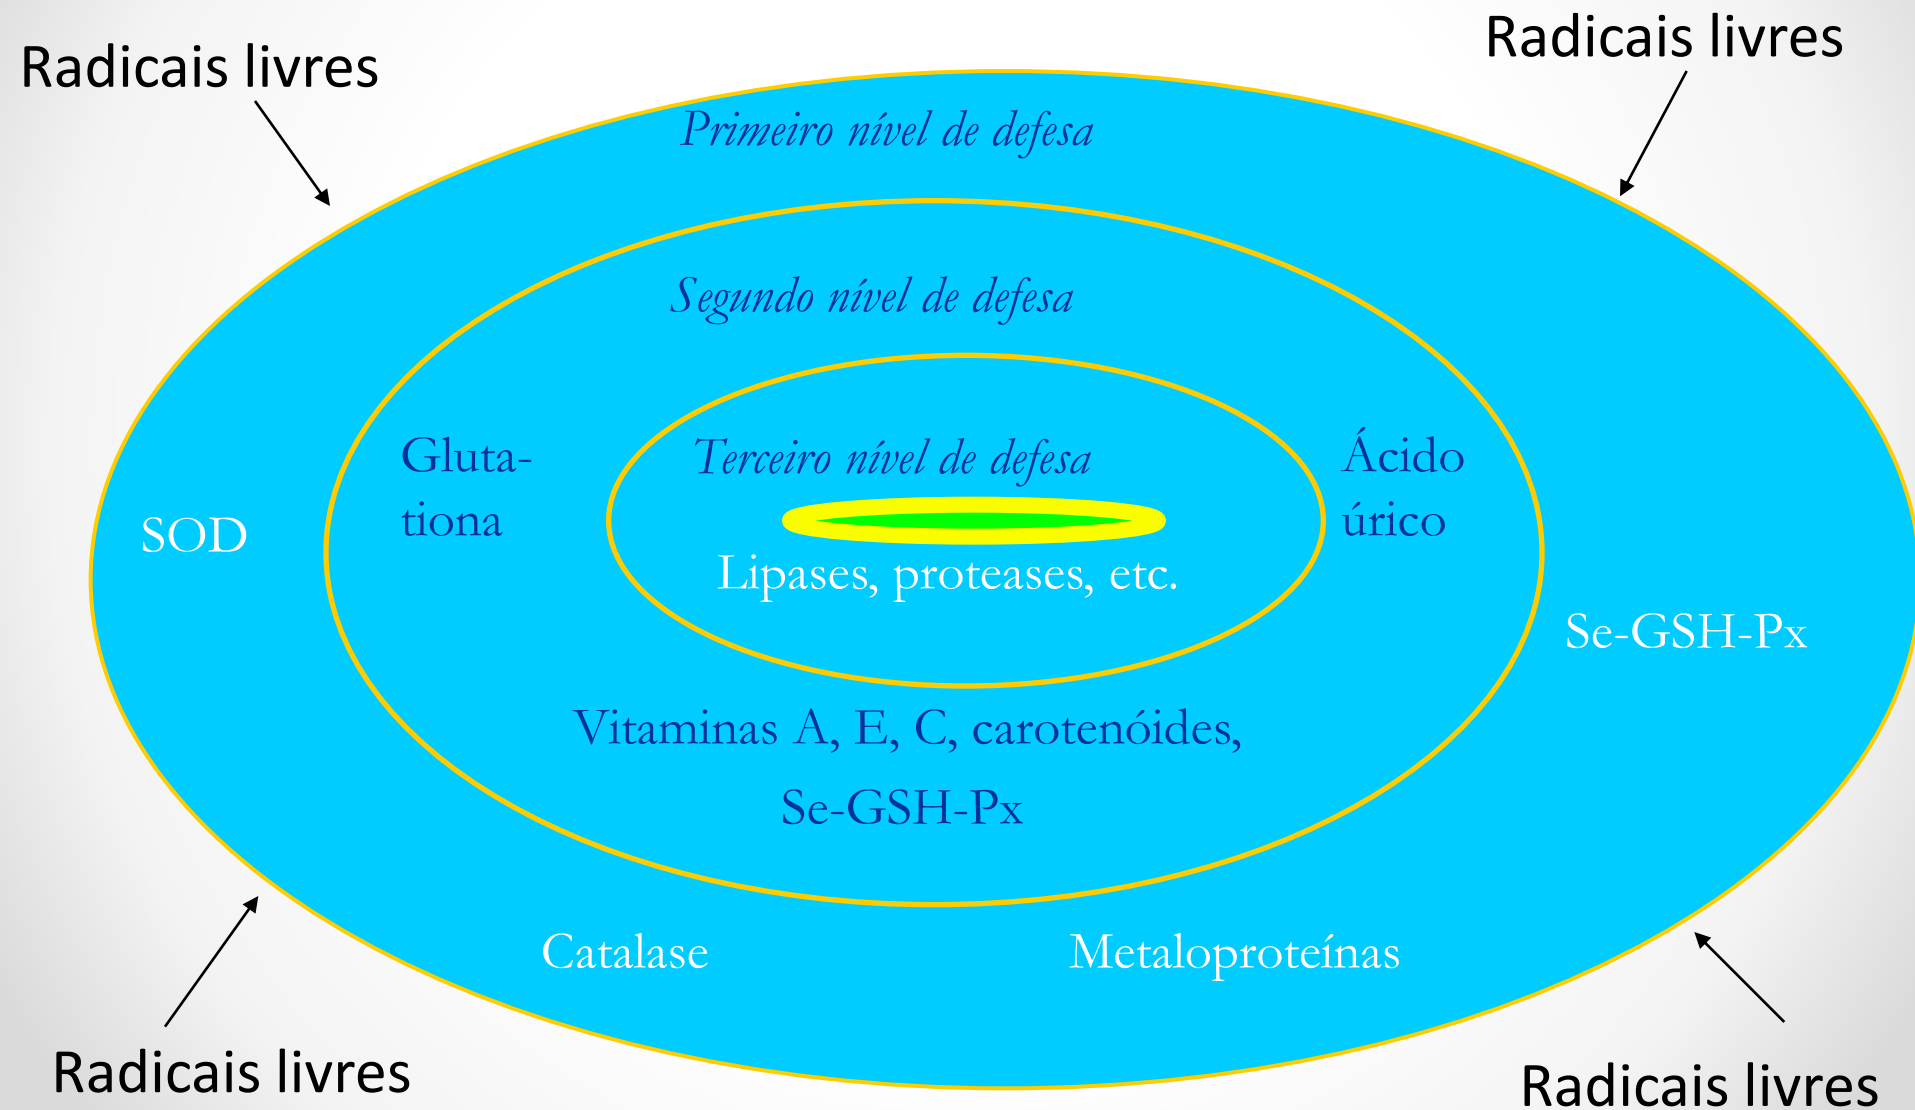 Radicais livres
Radicais livres
Primeiro nível de defesa
Segundo nível de defesa
Terceiro nível de defesa
Gluta-
tiona
Ácido
úrico
SOD
Lipases, proteases, etc.
Se-GSH-Px
Vitaminas A, E, C, carotenóides,
Se-GSH-Px
Catalase
Metaloproteínas
Radicais livres
Radicais livres